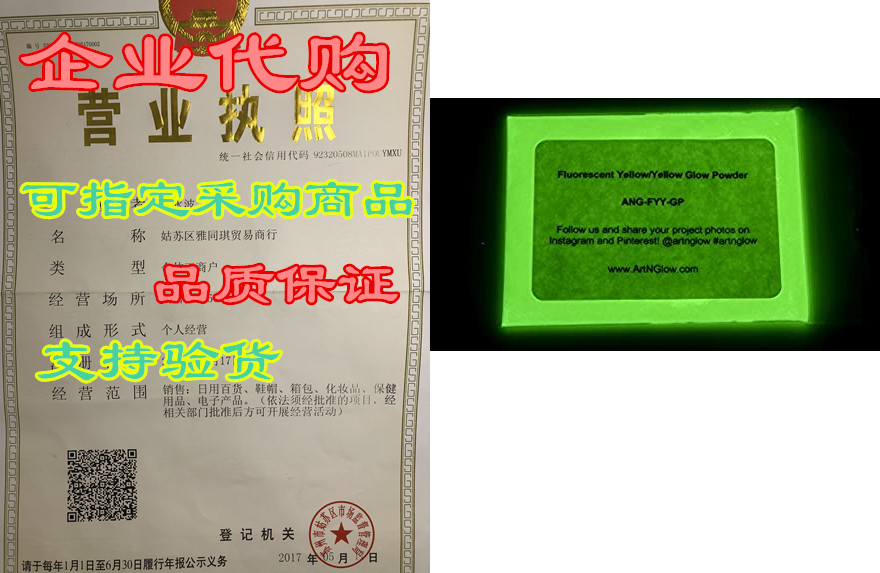 企业代购
营业执照
统一社会信用代码 92320508MA1P0LYMXU
可指定采购商品
名 称 姑苏区雅同琪贸易商行
类 型
品质保证
经营场所
组成形式 个人经营
支持验货
经营范围 销售：日用百货、鞋帽、箱包、化妆品、保健
用品、电子产品。（依法须经批准的项目，经
相关部门批准后方可开展经营活动）
登记机关
2017 年 05 月 日
请于每年1月1日至6月30日履行年报公示义务
Fluorescent Yellow/Yellow Glow Powder
ANG-FYY-GP
Follow us and share your project photos on
Instagram and Pinterest! @artnglow #artnglow
www.ArtNGlow.com